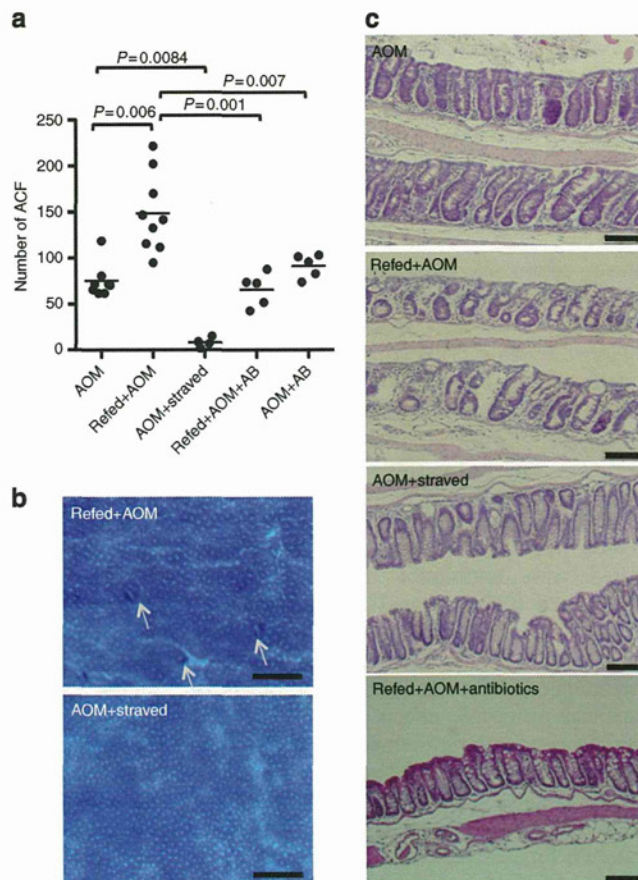 a
P=0.0084
P=0.007
P=0.006
P=0.001
Number of ACF
250
200
150
100
50
0
AOM
Refed+AOM
AOM+straved
Refed+AOM+AB
AOM+AB
b
Refed+AOM
AOM+straved
c
AOM
Refed+AOM
AOM+straved
Refed+AOM+antibiotics